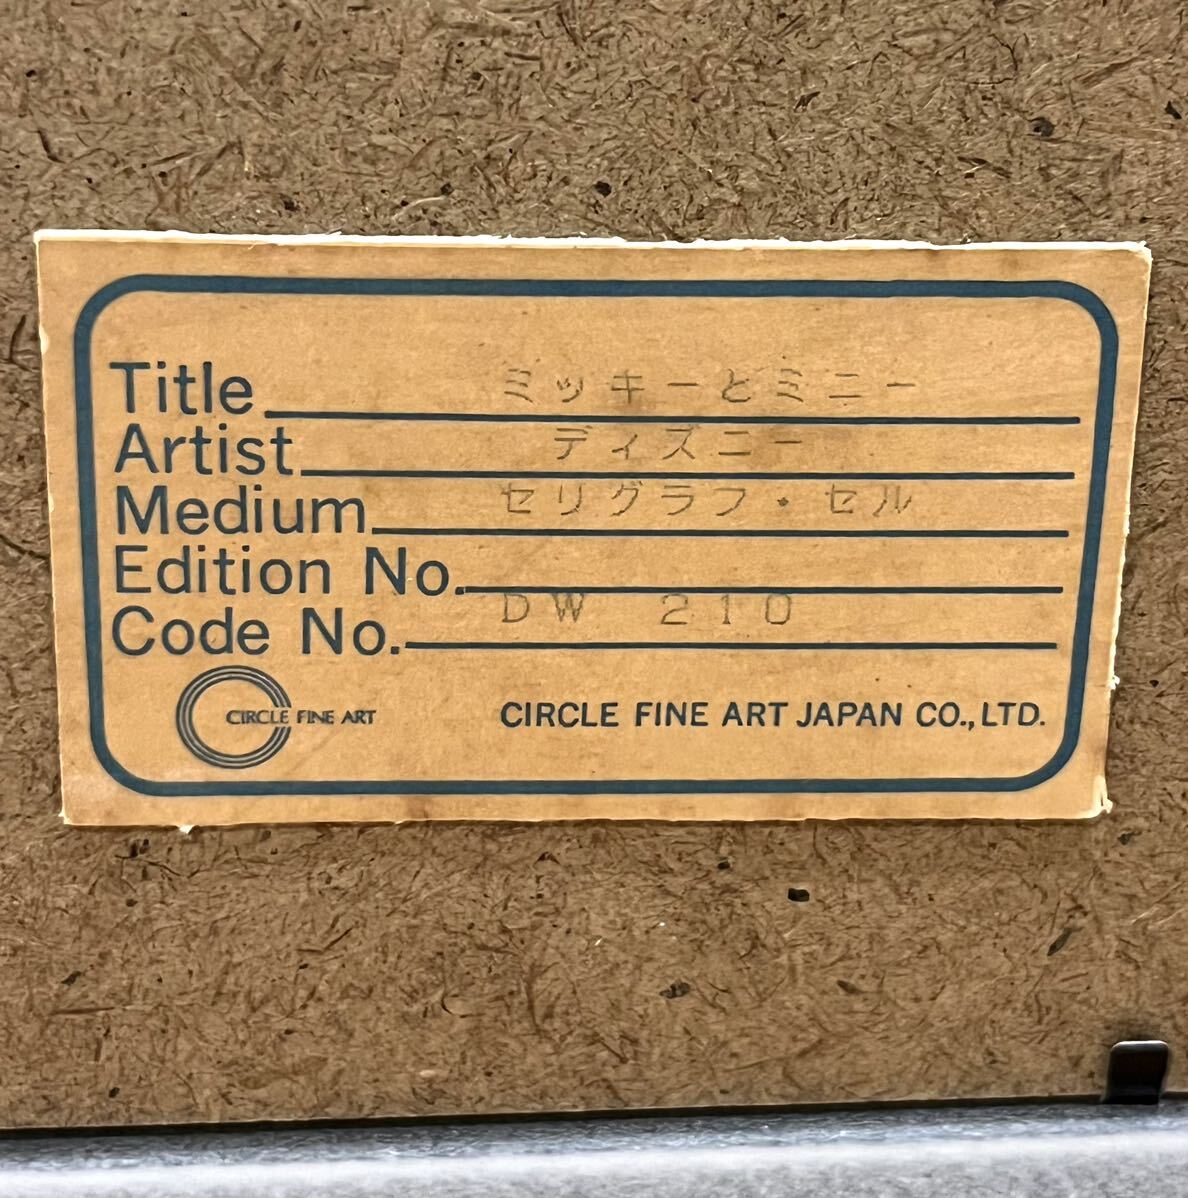 Title ミッキーとミニー
Artist ディズニー
Medium セリグラフ・セル
Edition No.
Code No. DW 210
CIRCLE FINE ART
CIRCLE FINE ART JAPAN CO., LTD.